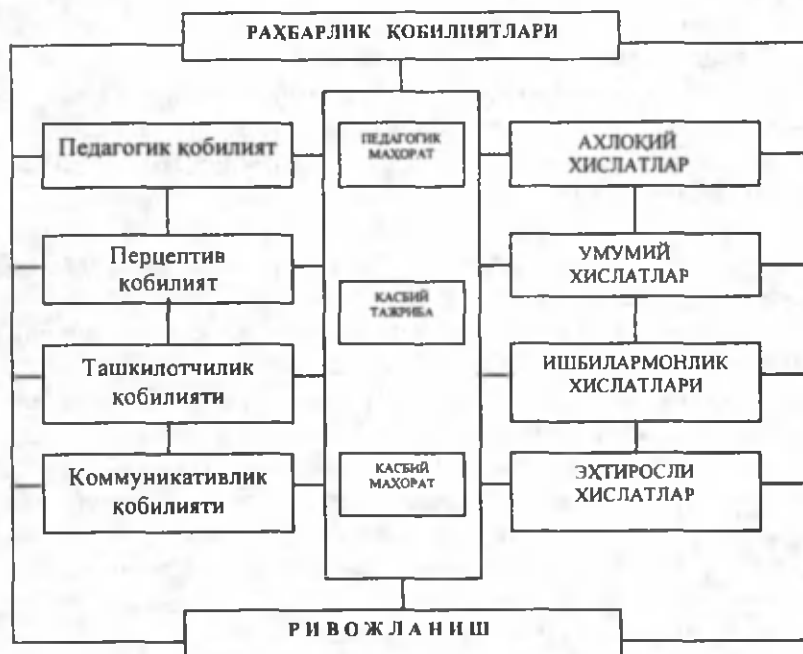 РАҲБАРЛИК ҚОБИЛИЯТЛАРИ
Педагогик қобилият
Перцептив
қобилият
Ташкилотчилик
қобилияти
Коммуникативлик
қобилияти
ПЕДАГОГИК
МАҲОРАТ
КАСБИЙ
ТАЖРИБА
КАСБИЙ
МАҲОРАТ
АХЛОҚИЙ
ХИСЛАТЛАР
УМУМИЙ
ХИСЛАТЛАР
ИШБИЛАРМОНЛИК
ХИСЛАТЛАРИ
ЭҲТИРОСЛИ
ХИСЛАТЛАР
РИВОЖЛАНИШ